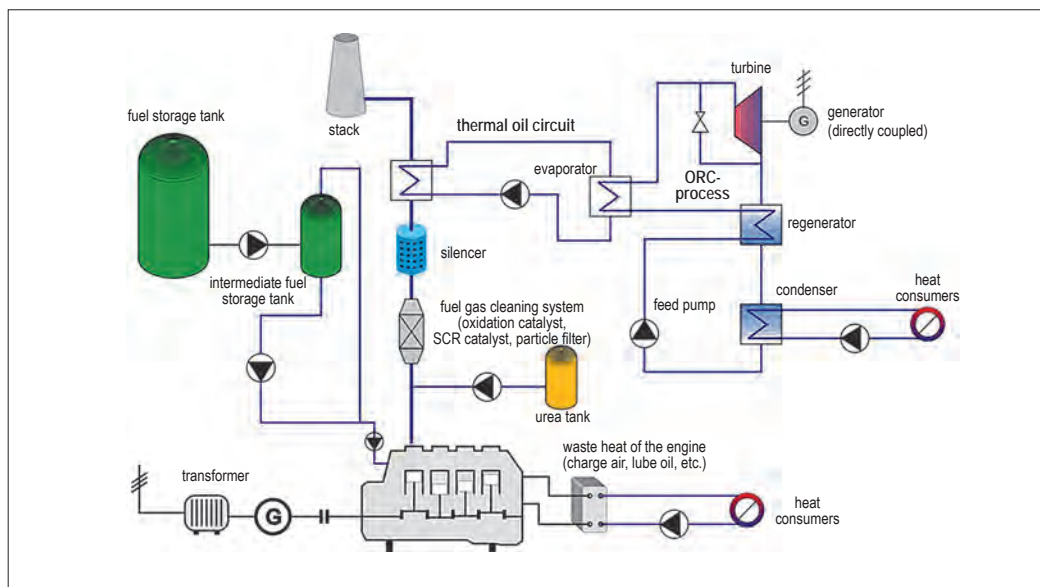 turbine
fuel storage tank
generator
(directly coupled)
G
stack
thermal oil circuit
evaporator
ORC-
process
regenerator
silencer
intermediate fuel
storage tank
condenser
heat
consumers
feed pump
fuel gas cleaning system
(oxidation catalyst,
SCR catalyst, particle filter)
urea tank
waste heat of the engine
(charge air, lube oil, etc.)
transformer
G
heat
consumers